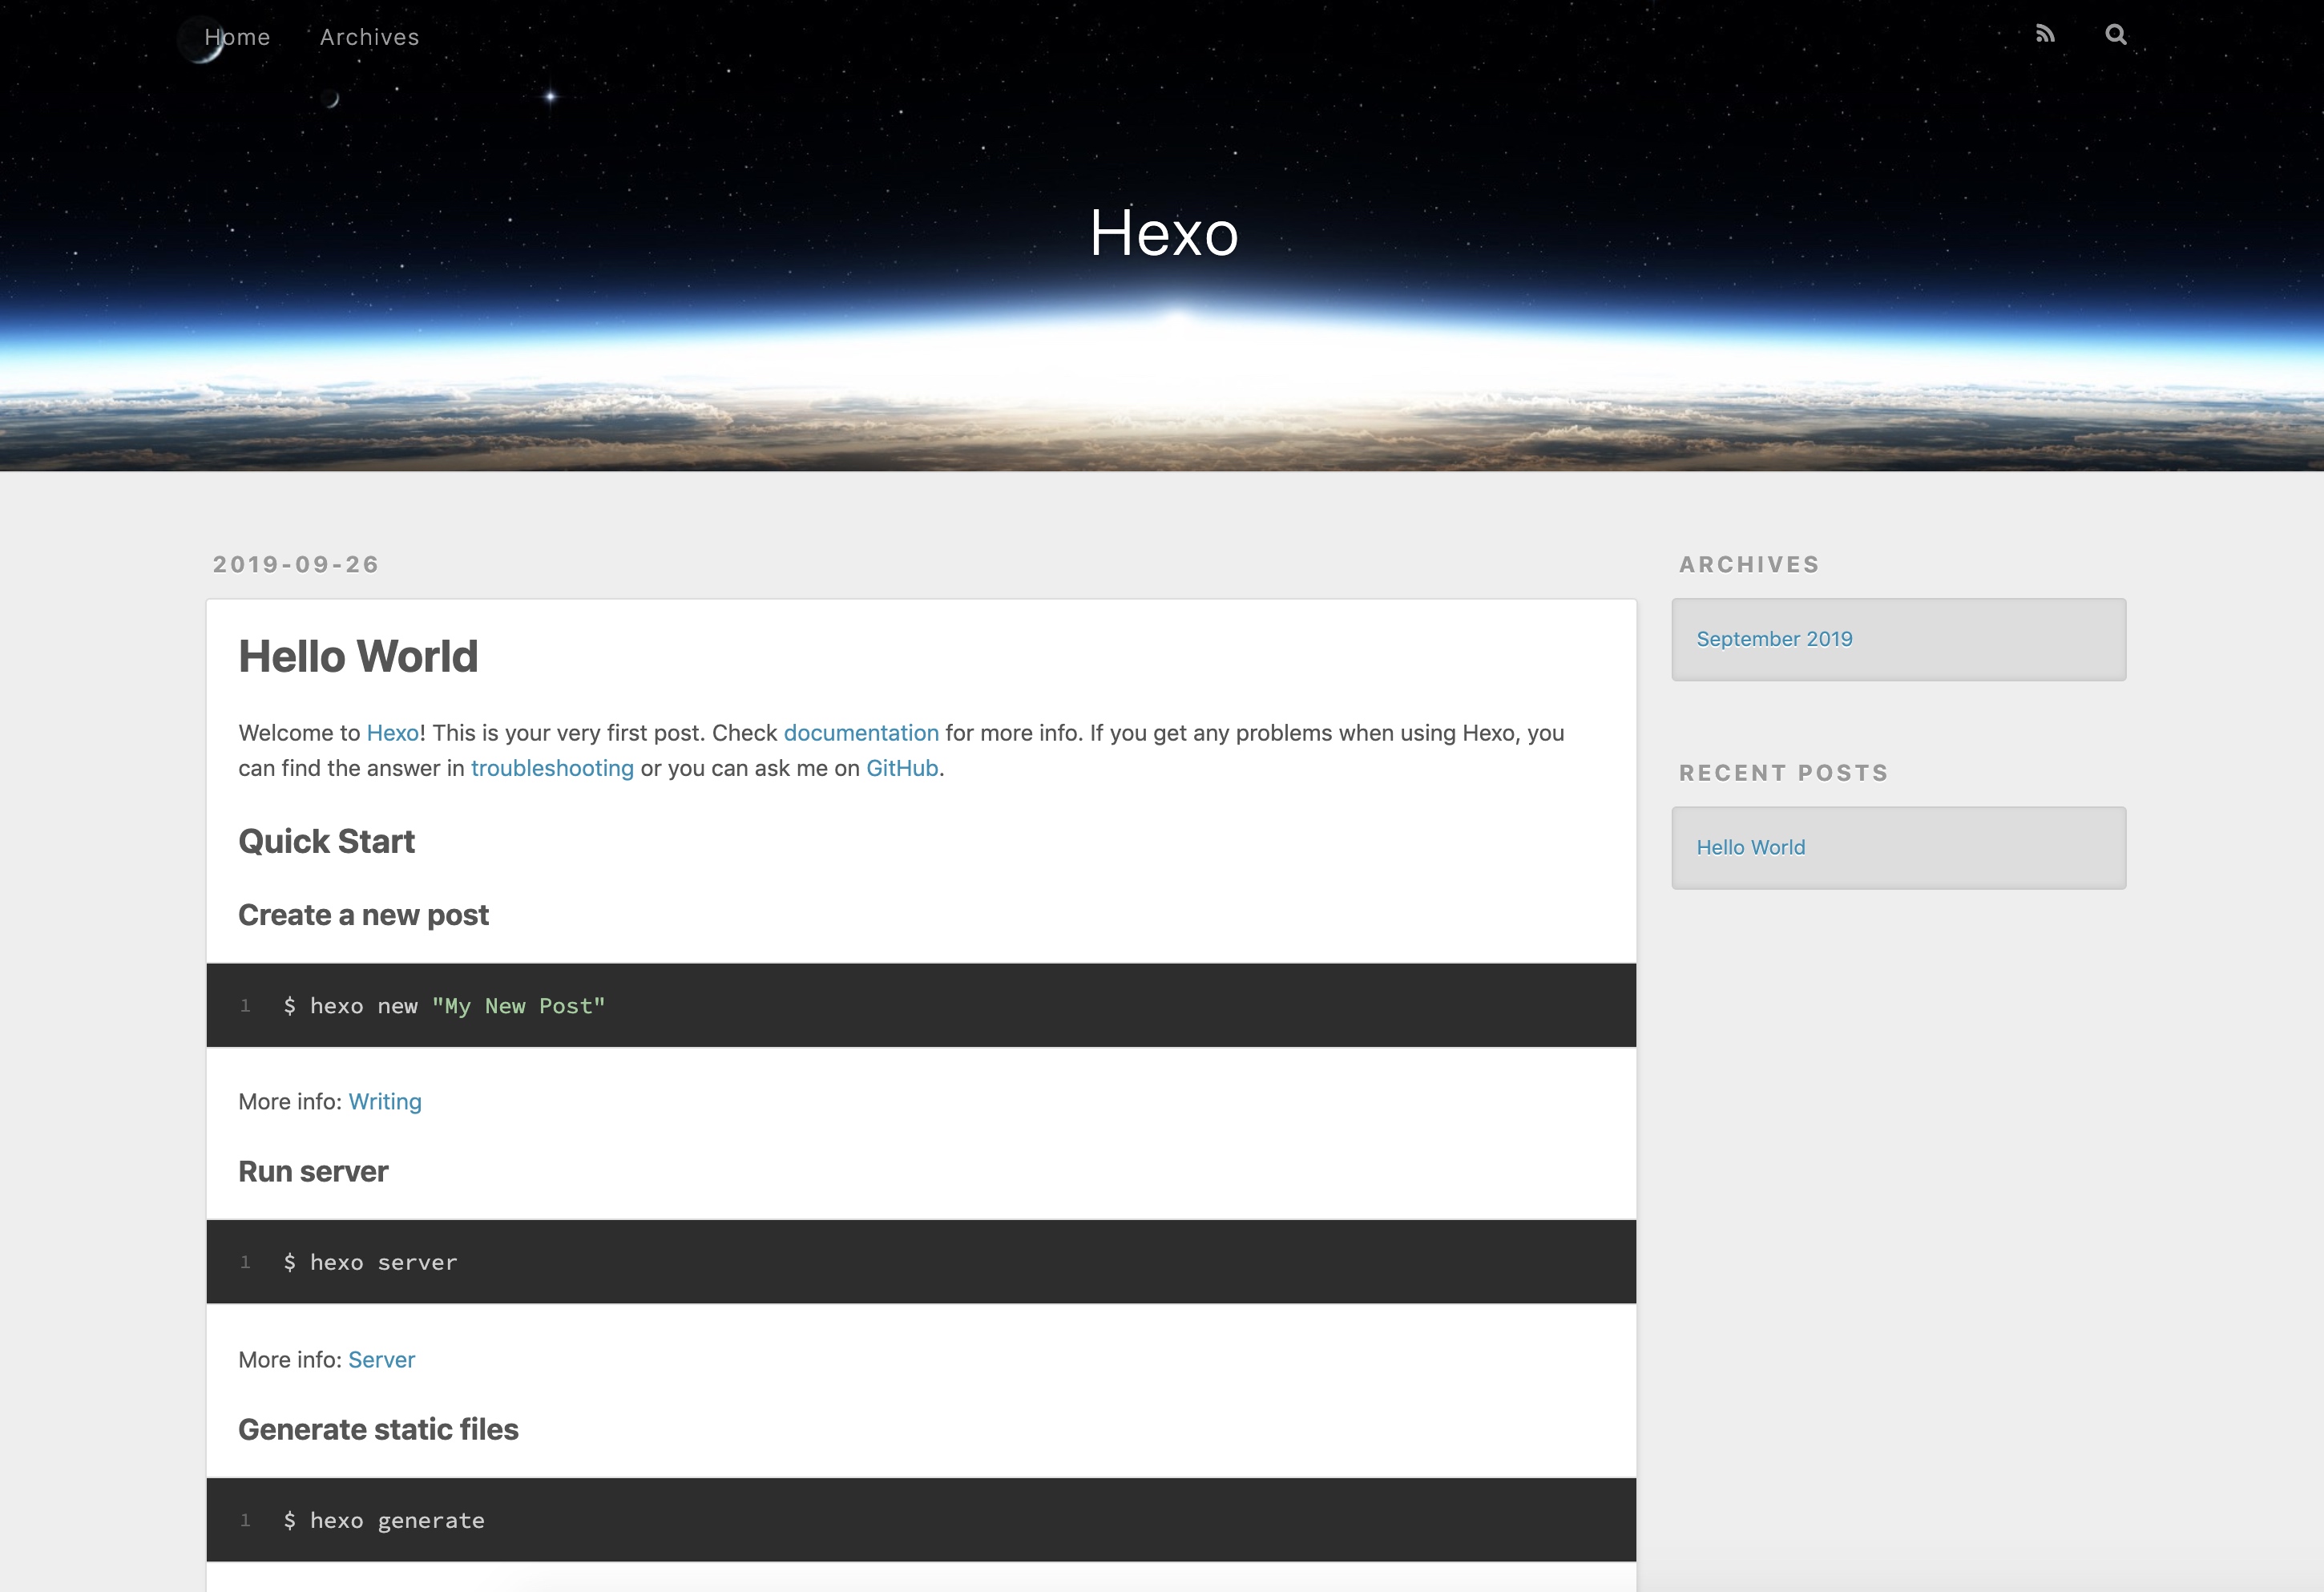 Home Archives
Hexo
2019-09-26
Hello World
Welcome to Hexo! This is your very first post. Check documentation for more info. If you get any problems when using Hexo, you
can find the answer in troubleshooting or you can ask me on GitHub.
Quick Start
Create a new post
1 $ hexo new "My New Post"
More info: Writing
Run server
1 $ hexo server
More info: Server
Generate static files
1 $ hexo generate
ARCHIVES
September 2019
RECENT POSTS
Hello World